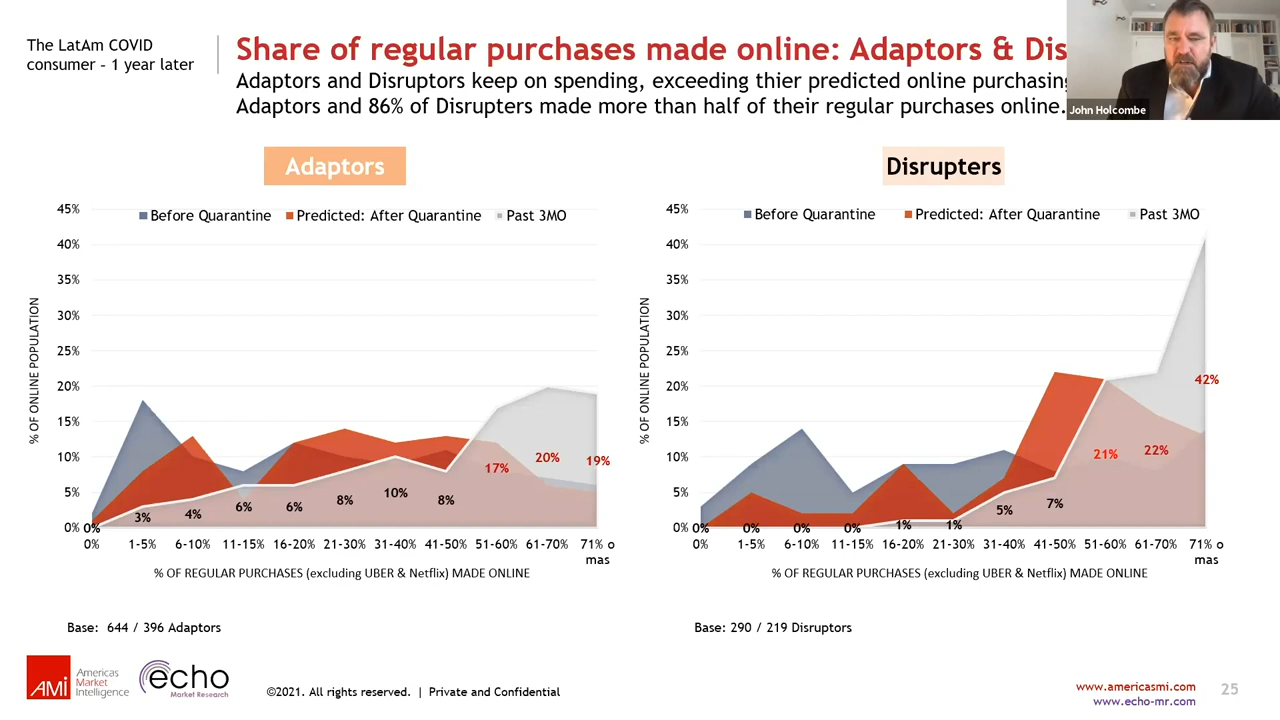 The LatAm COVID
consumer - 1 year later
Share of regular purchases made online: Adaptors & Dis
Adaptors and Disruptors keep on spending, exceeding thier predicted online purchasing
Adaptors and 86% of Disrupters made more than half of their regular purchases online.
John Holcombe
Adaptors
Before Quarantine Predicted: After Quarantine Past 3MO
% OF ONLINE POPULATION
45%
40%
35%
30%
25%
20%
15%
10%
5%
0%
0% 3% 4% 6% 6% 8% 10% 8% 17% 20% 19%
0% 1-5% 6-10% 11-15% 16-20% 21-30% 31-40% 41-50% 51-60% 61-70% 71% o
mas
% OF REGULAR PURCHASES (excluding UBER & Netflix) MADE ONLINE
Base: 644 / 396 Adaptors
Disrupters
Before Quarantine Predicted: After Quarantine Past 3MO
% OF ONLINE POPULATION
45%
40%
35%
30%
25%
20%
15%
10%
5%
0%
0% 0% 0% 0% 1% 1% 5% 7% 21% 22% 42%
0% 1-5% 6-10% 11-15% 16-20% 21-30% 31-40% 41-50% 51-60% 61-70% 71% o
mas
% OF REGULAR PURCHASES (excluding UBER & Netflix) MADE ONLINE
Base: 290 / 219 Disruptors
AMi
Americas
Market
Intelligence
echo
Market Research
©2021. All rights reserved. | Private and Confidential
www.americasmi.com
www.echo-mr.com
25